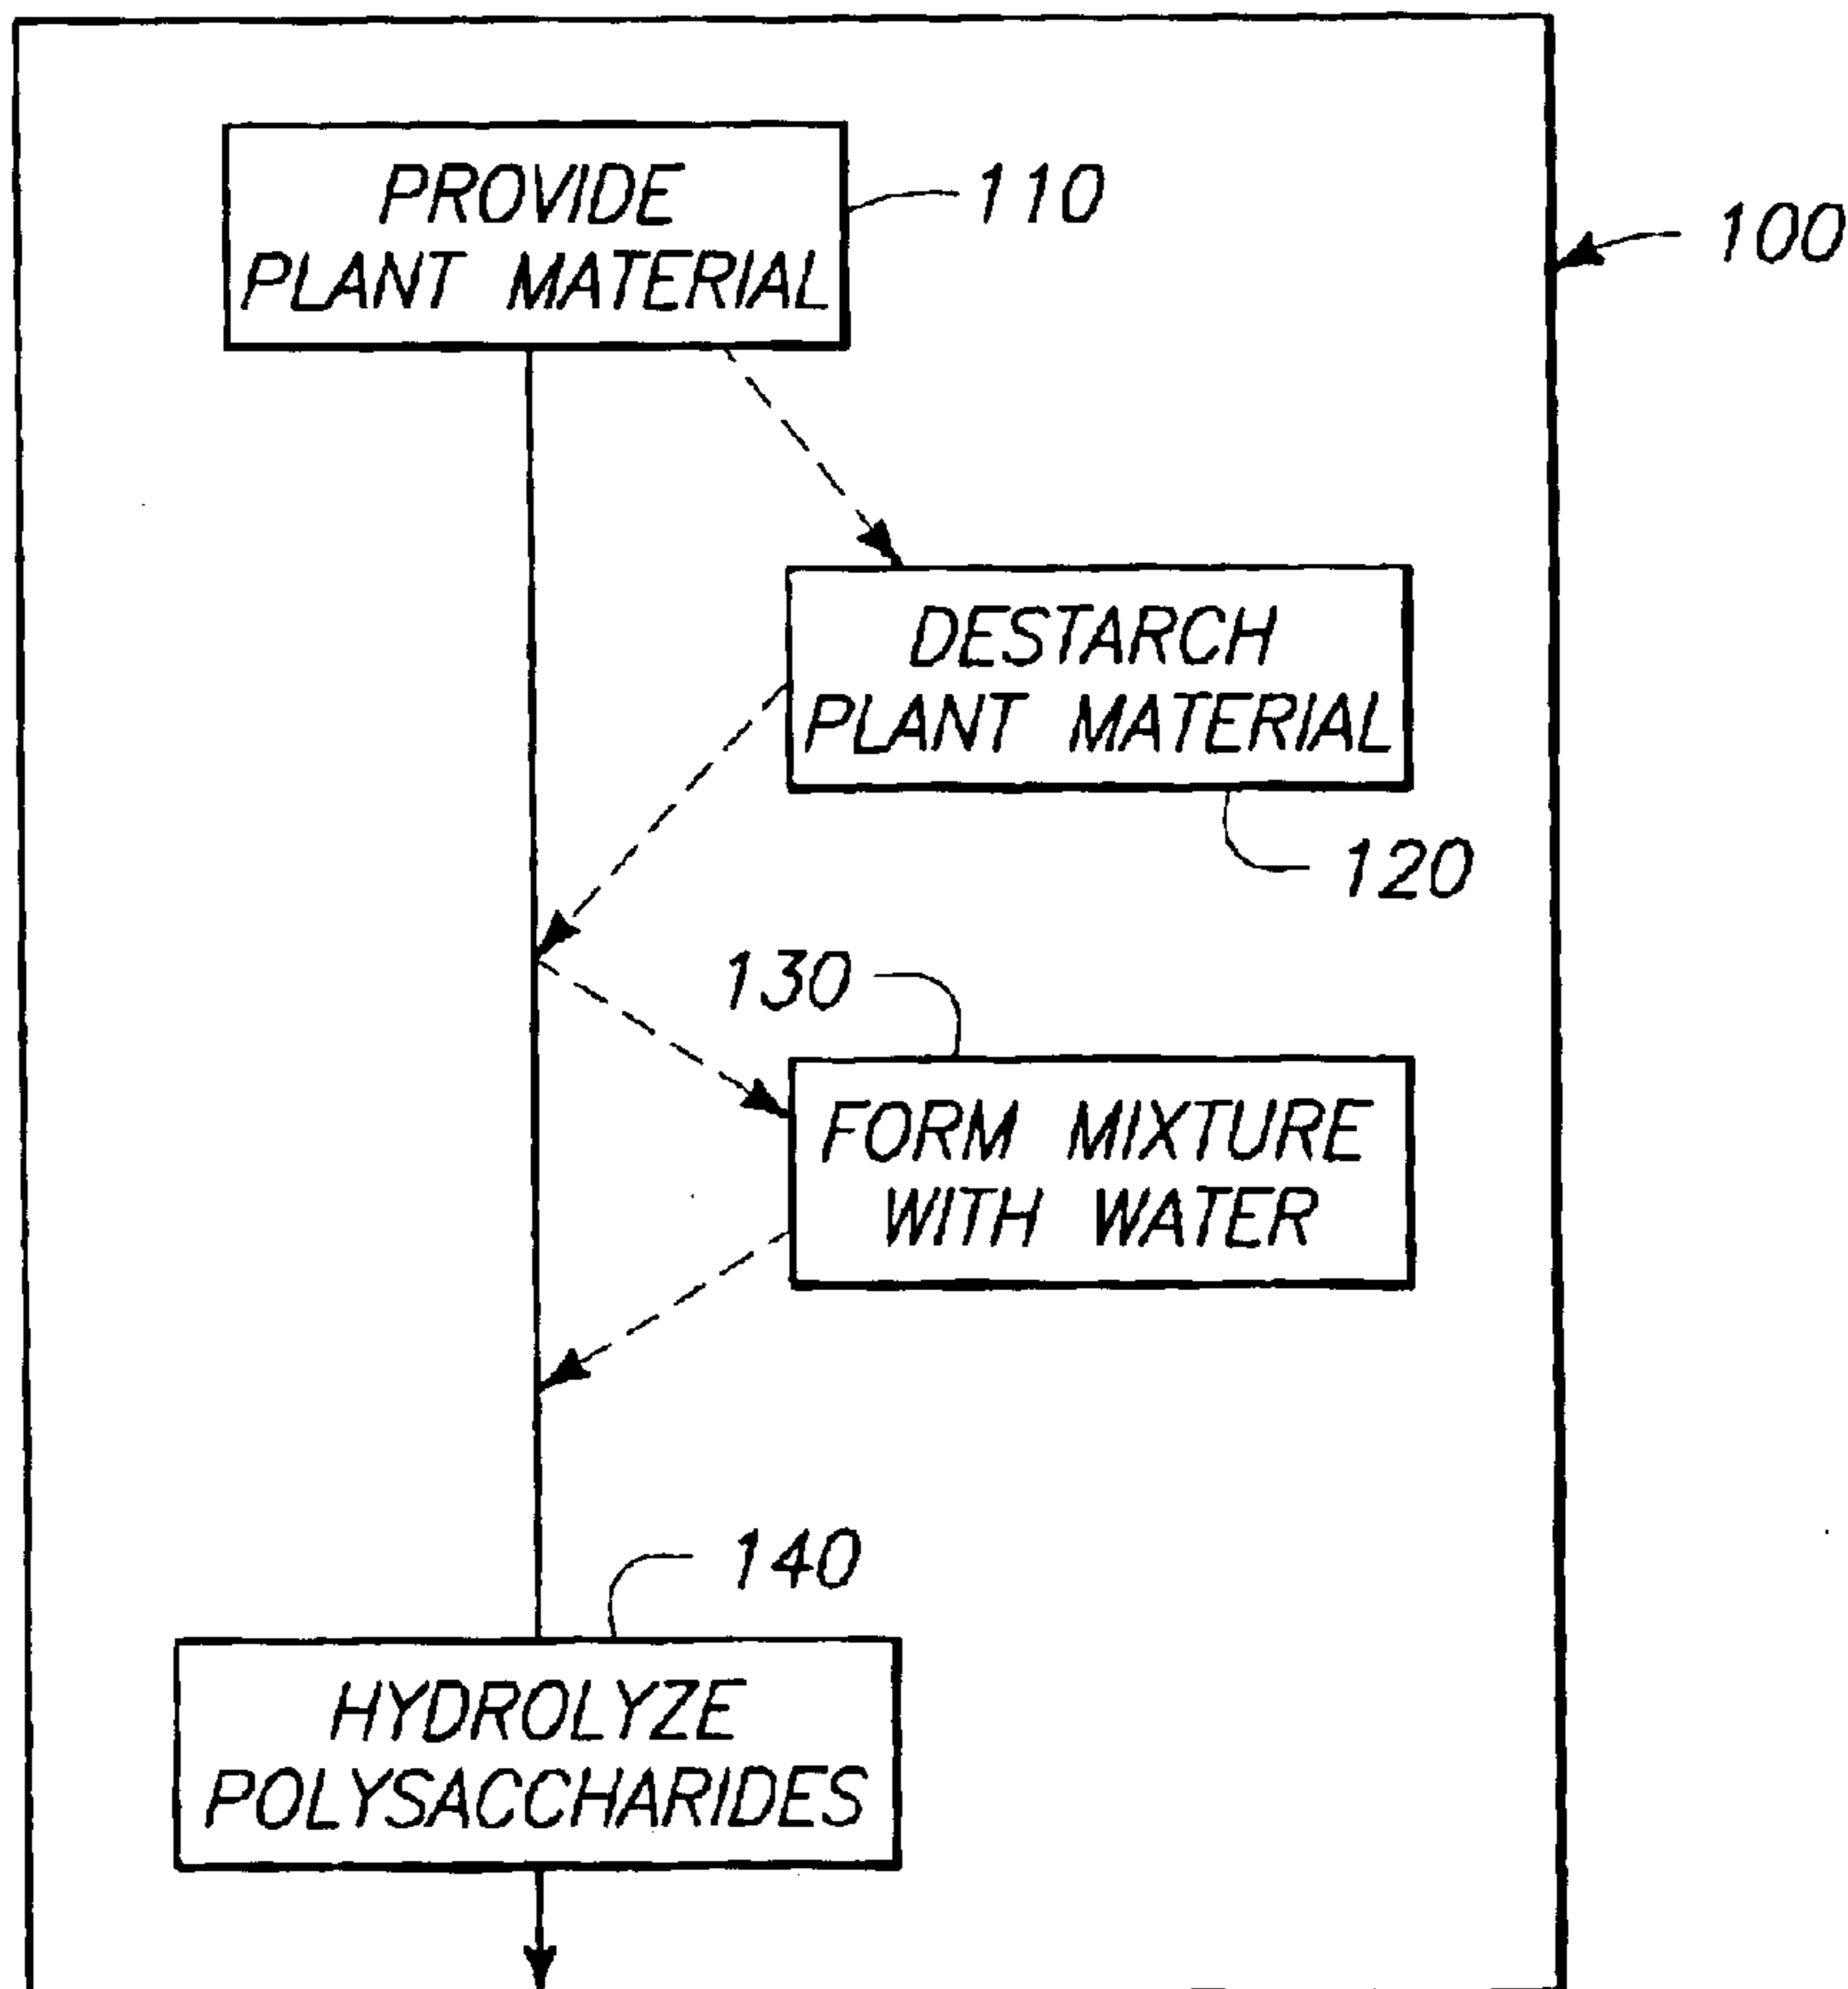 PROVIDE
PLANT MATERIAL
110
100
DESTARCH
PLANT MATERIAL
120
130
FORM MIXTURE
WITH WATER
140
HYDROLYZE
POLYSACCHARIDES